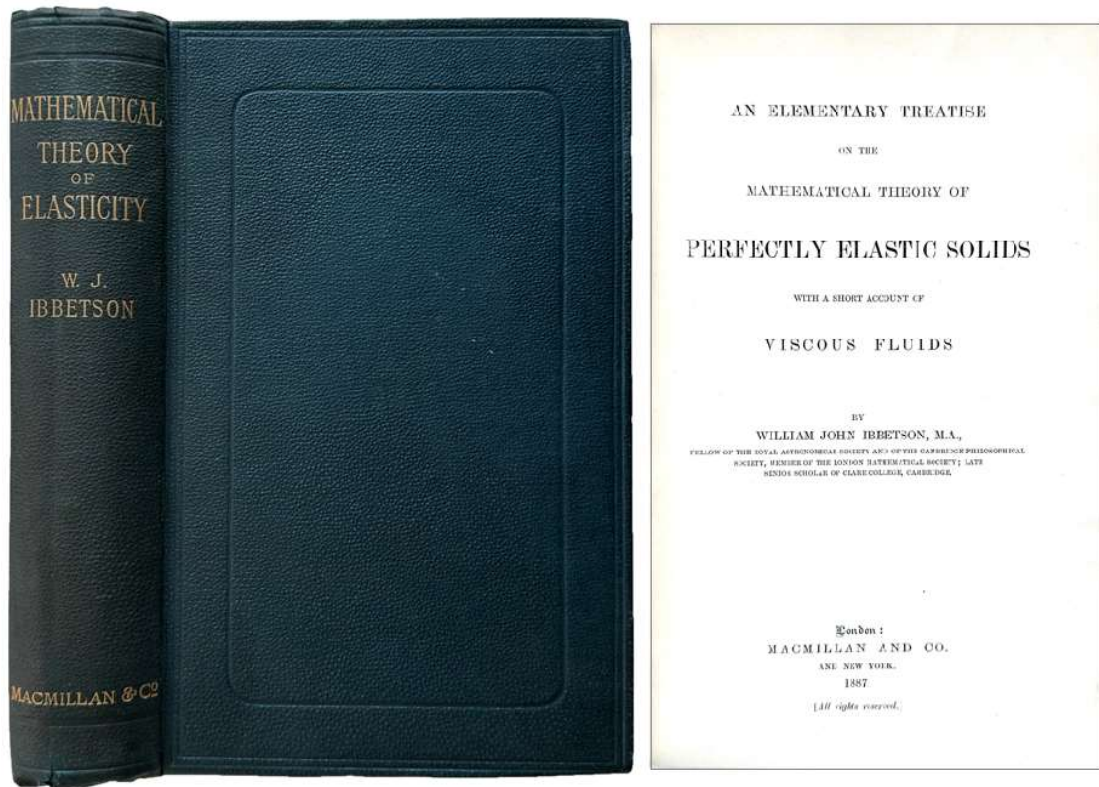 MATHEMATICAL
THEORY
OF
ELASTICITY
W. J.
IBBETSON
MACMILLAN & Co
AN ELEMENTARY TREATISE
ON THE
MATHEMATICAL THEORY OF
PERFECTLY ELASTIC SOLIDS
WITH A SHORT ACCOUNT OF
VISCOUS FLUIDS
BY
WILLIAM JOHN IBBETSON, M.A.,
FELLOW OF THE ROYAL ASTRONOMICAL SOCIETY AND OF THE CAMBRIDGE PHILOSOPHICAL
SOCIETY, MEMBER OF THE LONDON MATHEMATICAL SOCIETY; LATE
SENIOR SCHOLAR OF CLARE COLLEGE, CAMBRIDGE.
London:
MACMILLAN AND CO.
AND NEW YORK.
1887
[All rights reserved.]